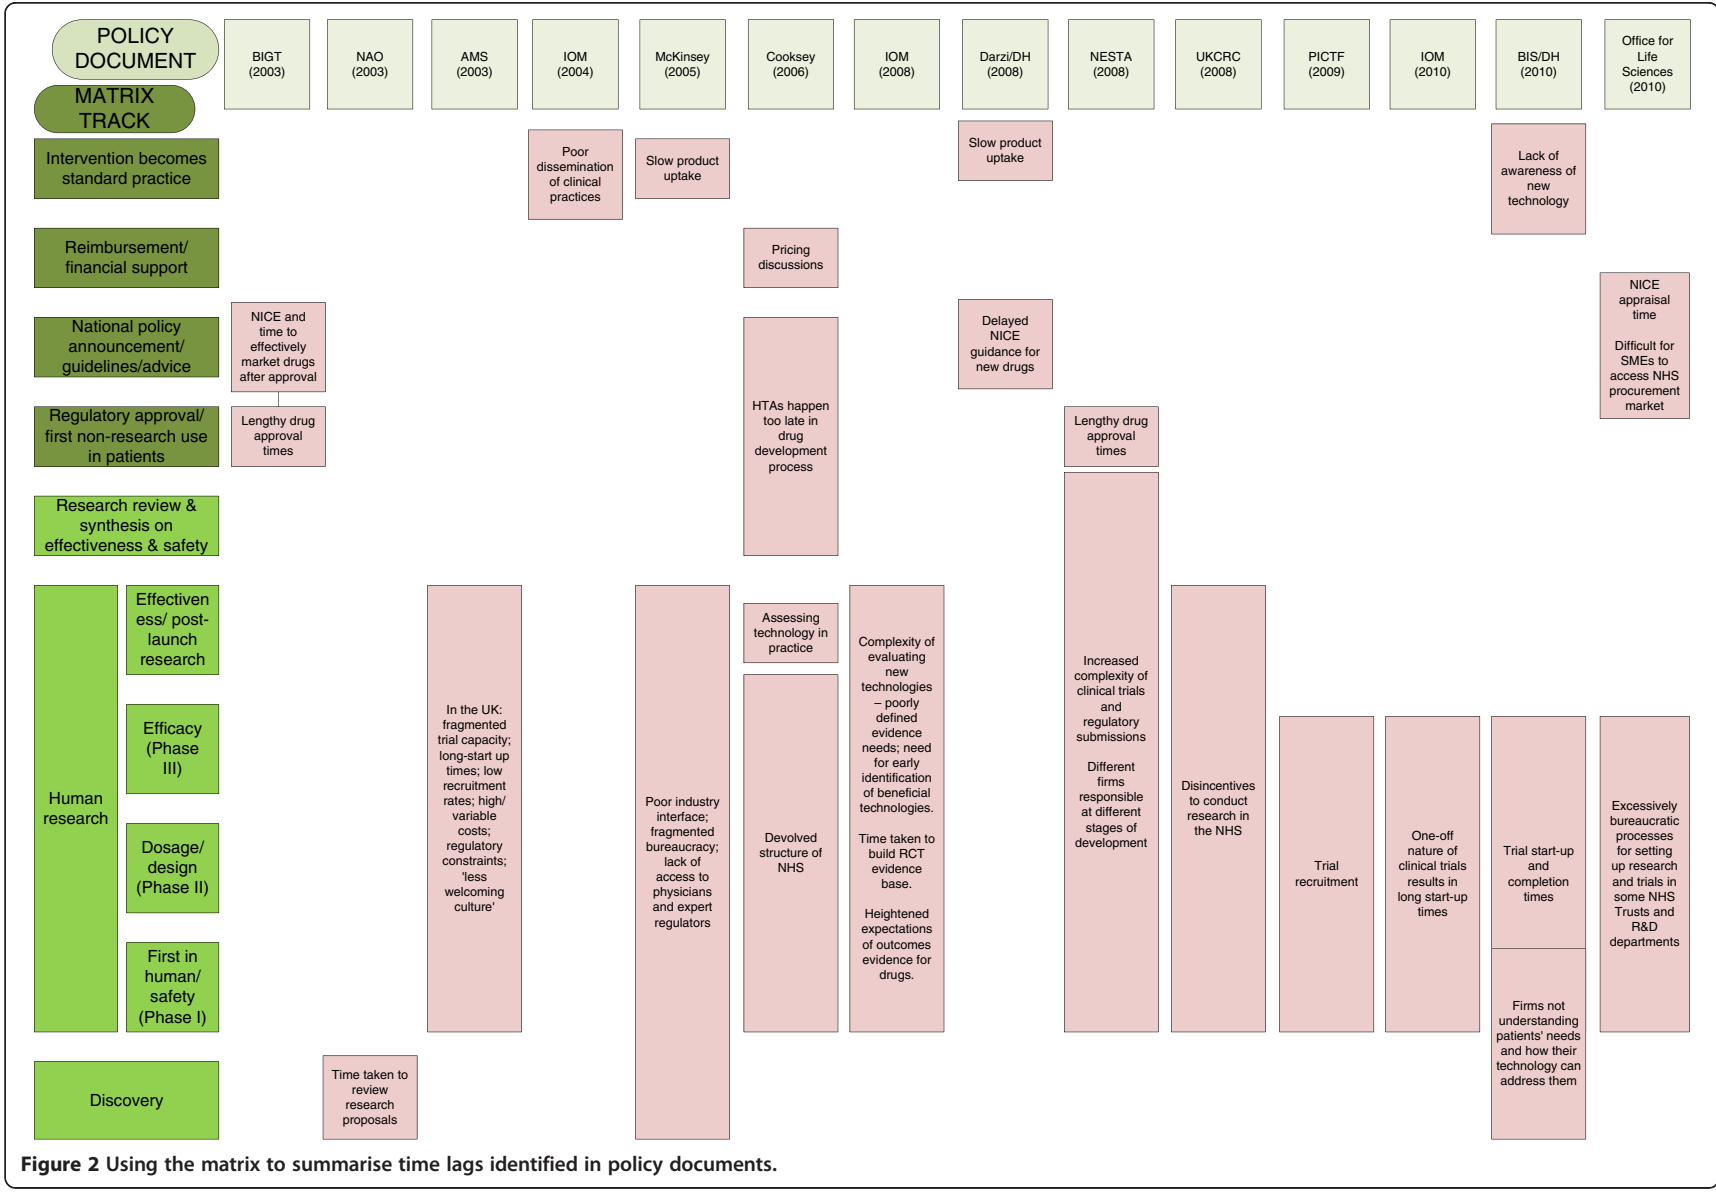 POLICY
DOCUMENT
MATRIX
TRACK
BIGT
(2003)
NAO
(2003)
AMS
(2003)
IOM
(2004)
McKinsey
(2005)
Cooksey
(2006)
IOM
(2008)
Darzi/DH
(2008)
NESTA
(2008)
UKCRC
(2008)
PICTF
(2009)
IOM
(2010)
BIS/DH
(2010)
Office for
Life
Sciences
(2010)
Intervention becomes
standard practice
Poor
dissemination
of clinical
practices
Slow product
uptake
Slow product
uptake
Lack of
awareness of
new
technology
Reimbursement/
financial support
Pricing
discussions
National policy
announcement/
guidelines/advice
NICE and
time to
effectively
market drugs
after approval
Delayed
NICE
guidance for
new drugs
NICE
appraisal
time
Difficult for
SMEs to
access NHS
procurement
market
Regulatory approval/
first non-research use
in patients
Lengthy drug
approval
times
HTAs happen
too late in
drug
development
process
Lengthy drug
approval
times
Research review &
synthesis on
effectiveness & safety
Human
research
Effectiven
ess/ post-
launch
research
Efficacy
(Phase
III)
Dosage/
design
(Phase II)
First in
human/
safety
(Phase I)
In the UK:
fragmented
trial capacity;
long-start up
times; low
recruitment
rates; high/
variable
costs;
regulatory
constraints;
'less
welcoming
culture'
Poor industry
interface;
fragmented
bureaucracy;
lack of
access to
physicians
and expert
regulators
Assessing
technology in
practice
Devolved
structure of
NHS
Complexity of
evaluating
new
technologies
– poorly
defined
evidence
needs; need
for early
identification
of beneficial
technologies.
Time taken to
build RCT
evidence
base.
Heightened
expectations
of outcomes
evidence for
drugs.
Increased
complexity of
clinical trials
and
regulatory
submissions
Different
firms
responsible
at different
stages of
development
Disincentives
to conduct
research in
the NHS
Trial
recruitment
One-off
nature of
clinical trials
results in
long start-up
times
Trial start-up
and
completion
times
Firms not
understanding
patients' needs
and how their
technology can
address them
Excessively
bureaucratic
processes
for setting
up research
and trials in
some NHS
Trusts and
R&D
departments
Discovery
Time taken to
review
research
proposals
Figure 2 Using the matrix to summarise time lags identified in policy documents.